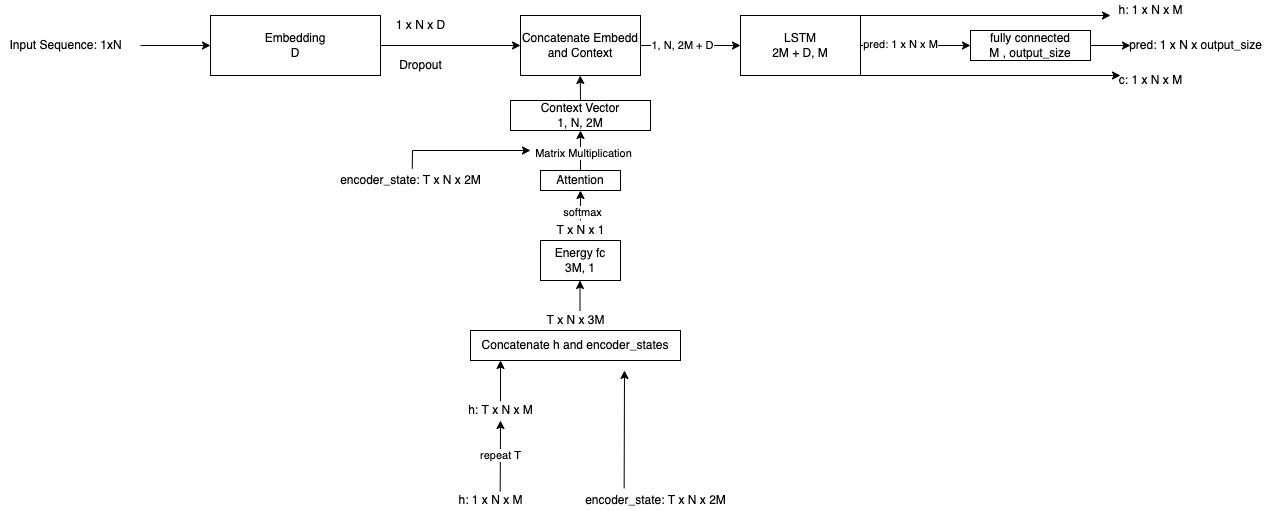 Input Sequence: 1xN
Embedding
D
1 x N x D
Dropout
Concatenate Embedd
and Context
1, N, 2M + D
LSTM
2M + D, M
h: 1 x N x M
pred: 1 x N x M
fully connected
M , output_size
pred: 1 x N x output_size
c: 1 x N x M
Context Vector
1, N, 2M
Matrix Multiplication
encoder_state: T x N x 2M
Attention
softmax
T x N x 1
Energy fc
3M, 1
T x N x 3M
Concatenate h and encoder_states
h: T x N x M
repeat T
h: 1 x N x M
encoder_state: T x N x 2M